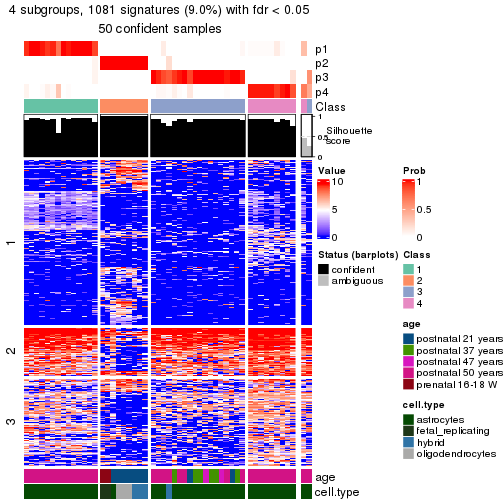 4 subgroups, 1081 signatures (9.0%) with fdr < 0.05
50 confident samples
p1
p2
p3
p4
Class
1
0.5
0
Silhouette
score
1
2
3
age
cell.type
Value
10
5
0
Prob
1
0.5
0
Status (barplots)
confident
ambiguous
Class
1
2
3
4
age
postnatal 21 years
postnatal 37 years
postnatal 47 years
postnatal 50 years
prenatal 16-18 W
cell.type
astrocytes
fetal_replicating
hybrid
oligodendrocytes